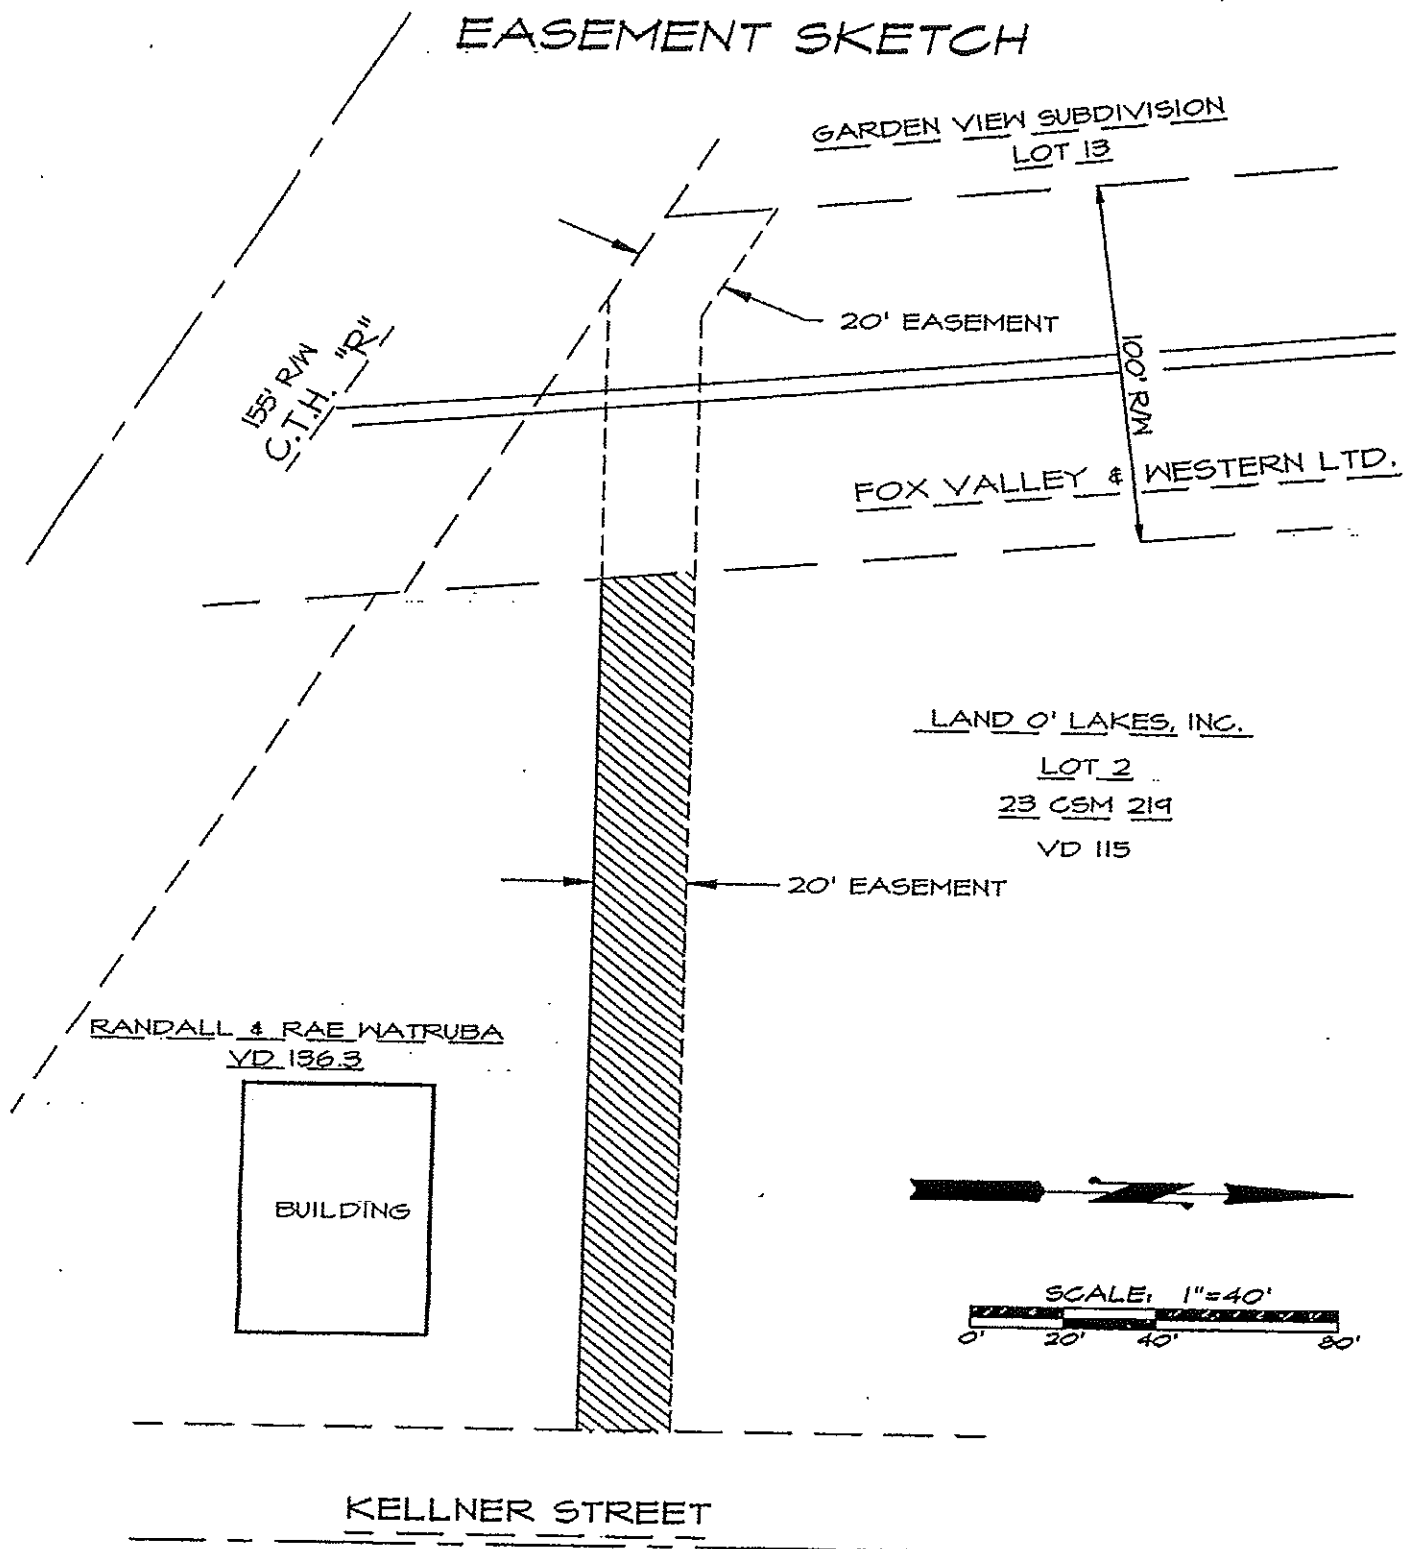 EASEMENT SKETCH
GARDEN VIEW SUBDIVISION
LOT 13
20' EASEMENT
155' R/W
C.T.H. "R"
100' R/W
FOX VALLEY & WESTERN LTD.
LAND O' LAKES, INC.
LOT 2
23 CSM 219
VD 115
20' EASEMENT
RANDALL & RAE WATRUBA
VD 136.3
BUILDING
SCALE: 1"=40'
0' 20' 40' 80'
KELLNER STREET